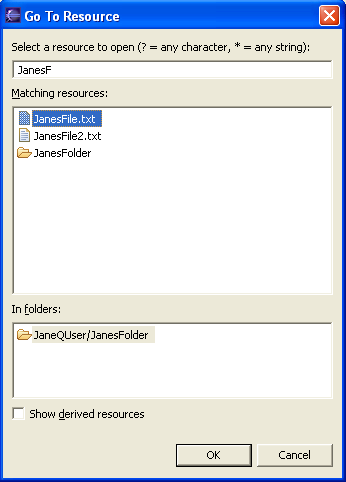 Go To Resource
Select a resource to open (? = any character, * = any string):
JanesF
Matching resources:
JanesFile.txt
JanesFile2.txt
JanesFolder
In folders:
JaneQUser/JanesFolder
Show derived resources
OK
Cancel